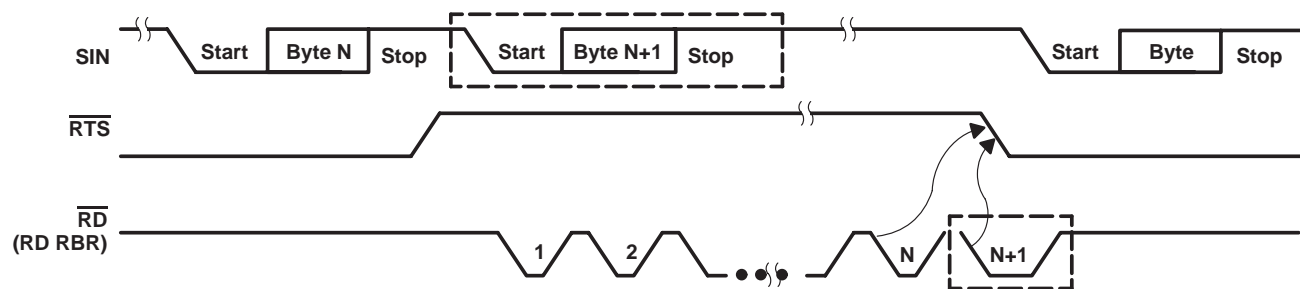 SIN
Start
Byte N
Stop
Start
Byte N+1
Stop
Start
Byte
Stop
RTS
RD
(RD RBR)
1
2
N
N+1